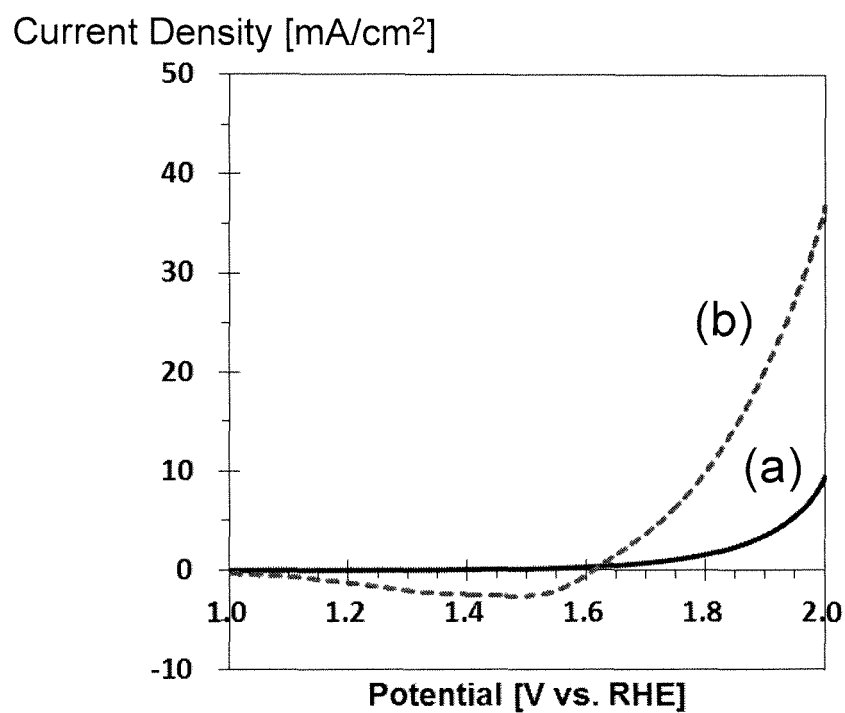 Current Density [mA/cm²]
50
40
30
20
10
0
-10
(b)
(a)
1.0 1.2 1.4 1.6 1.8 2.0
Potential [V vs. RHE]